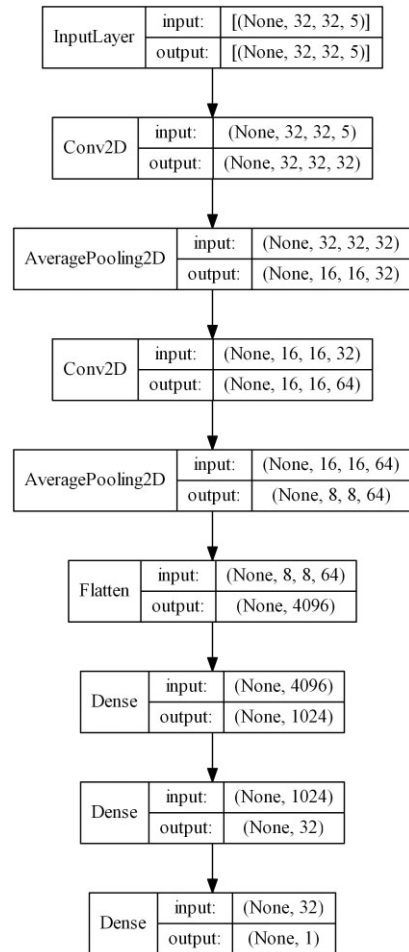 InputLayer
input: [(None, 32, 32, 5)]
output: [(None, 32, 32, 5)]
Conv2D
input: (None, 32, 32, 5)
output: (None, 32, 32, 32)
AveragePooling2D
input: (None, 32, 32, 32)
output: (None, 16, 16, 32)
Conv2D
input: (None, 16, 16, 32)
output: (None, 16, 16, 64)
AveragePooling2D
input: (None, 16, 16, 64)
output: (None, 8, 8, 64)
Flatten
input: (None, 8, 8, 64)
output: (None, 4096)
Dense
input: (None, 4096)
output: (None, 1024)
Dense
input: (None, 1024)
output: (None, 32)
Dense
input: (None, 32)
output: (None, 1)